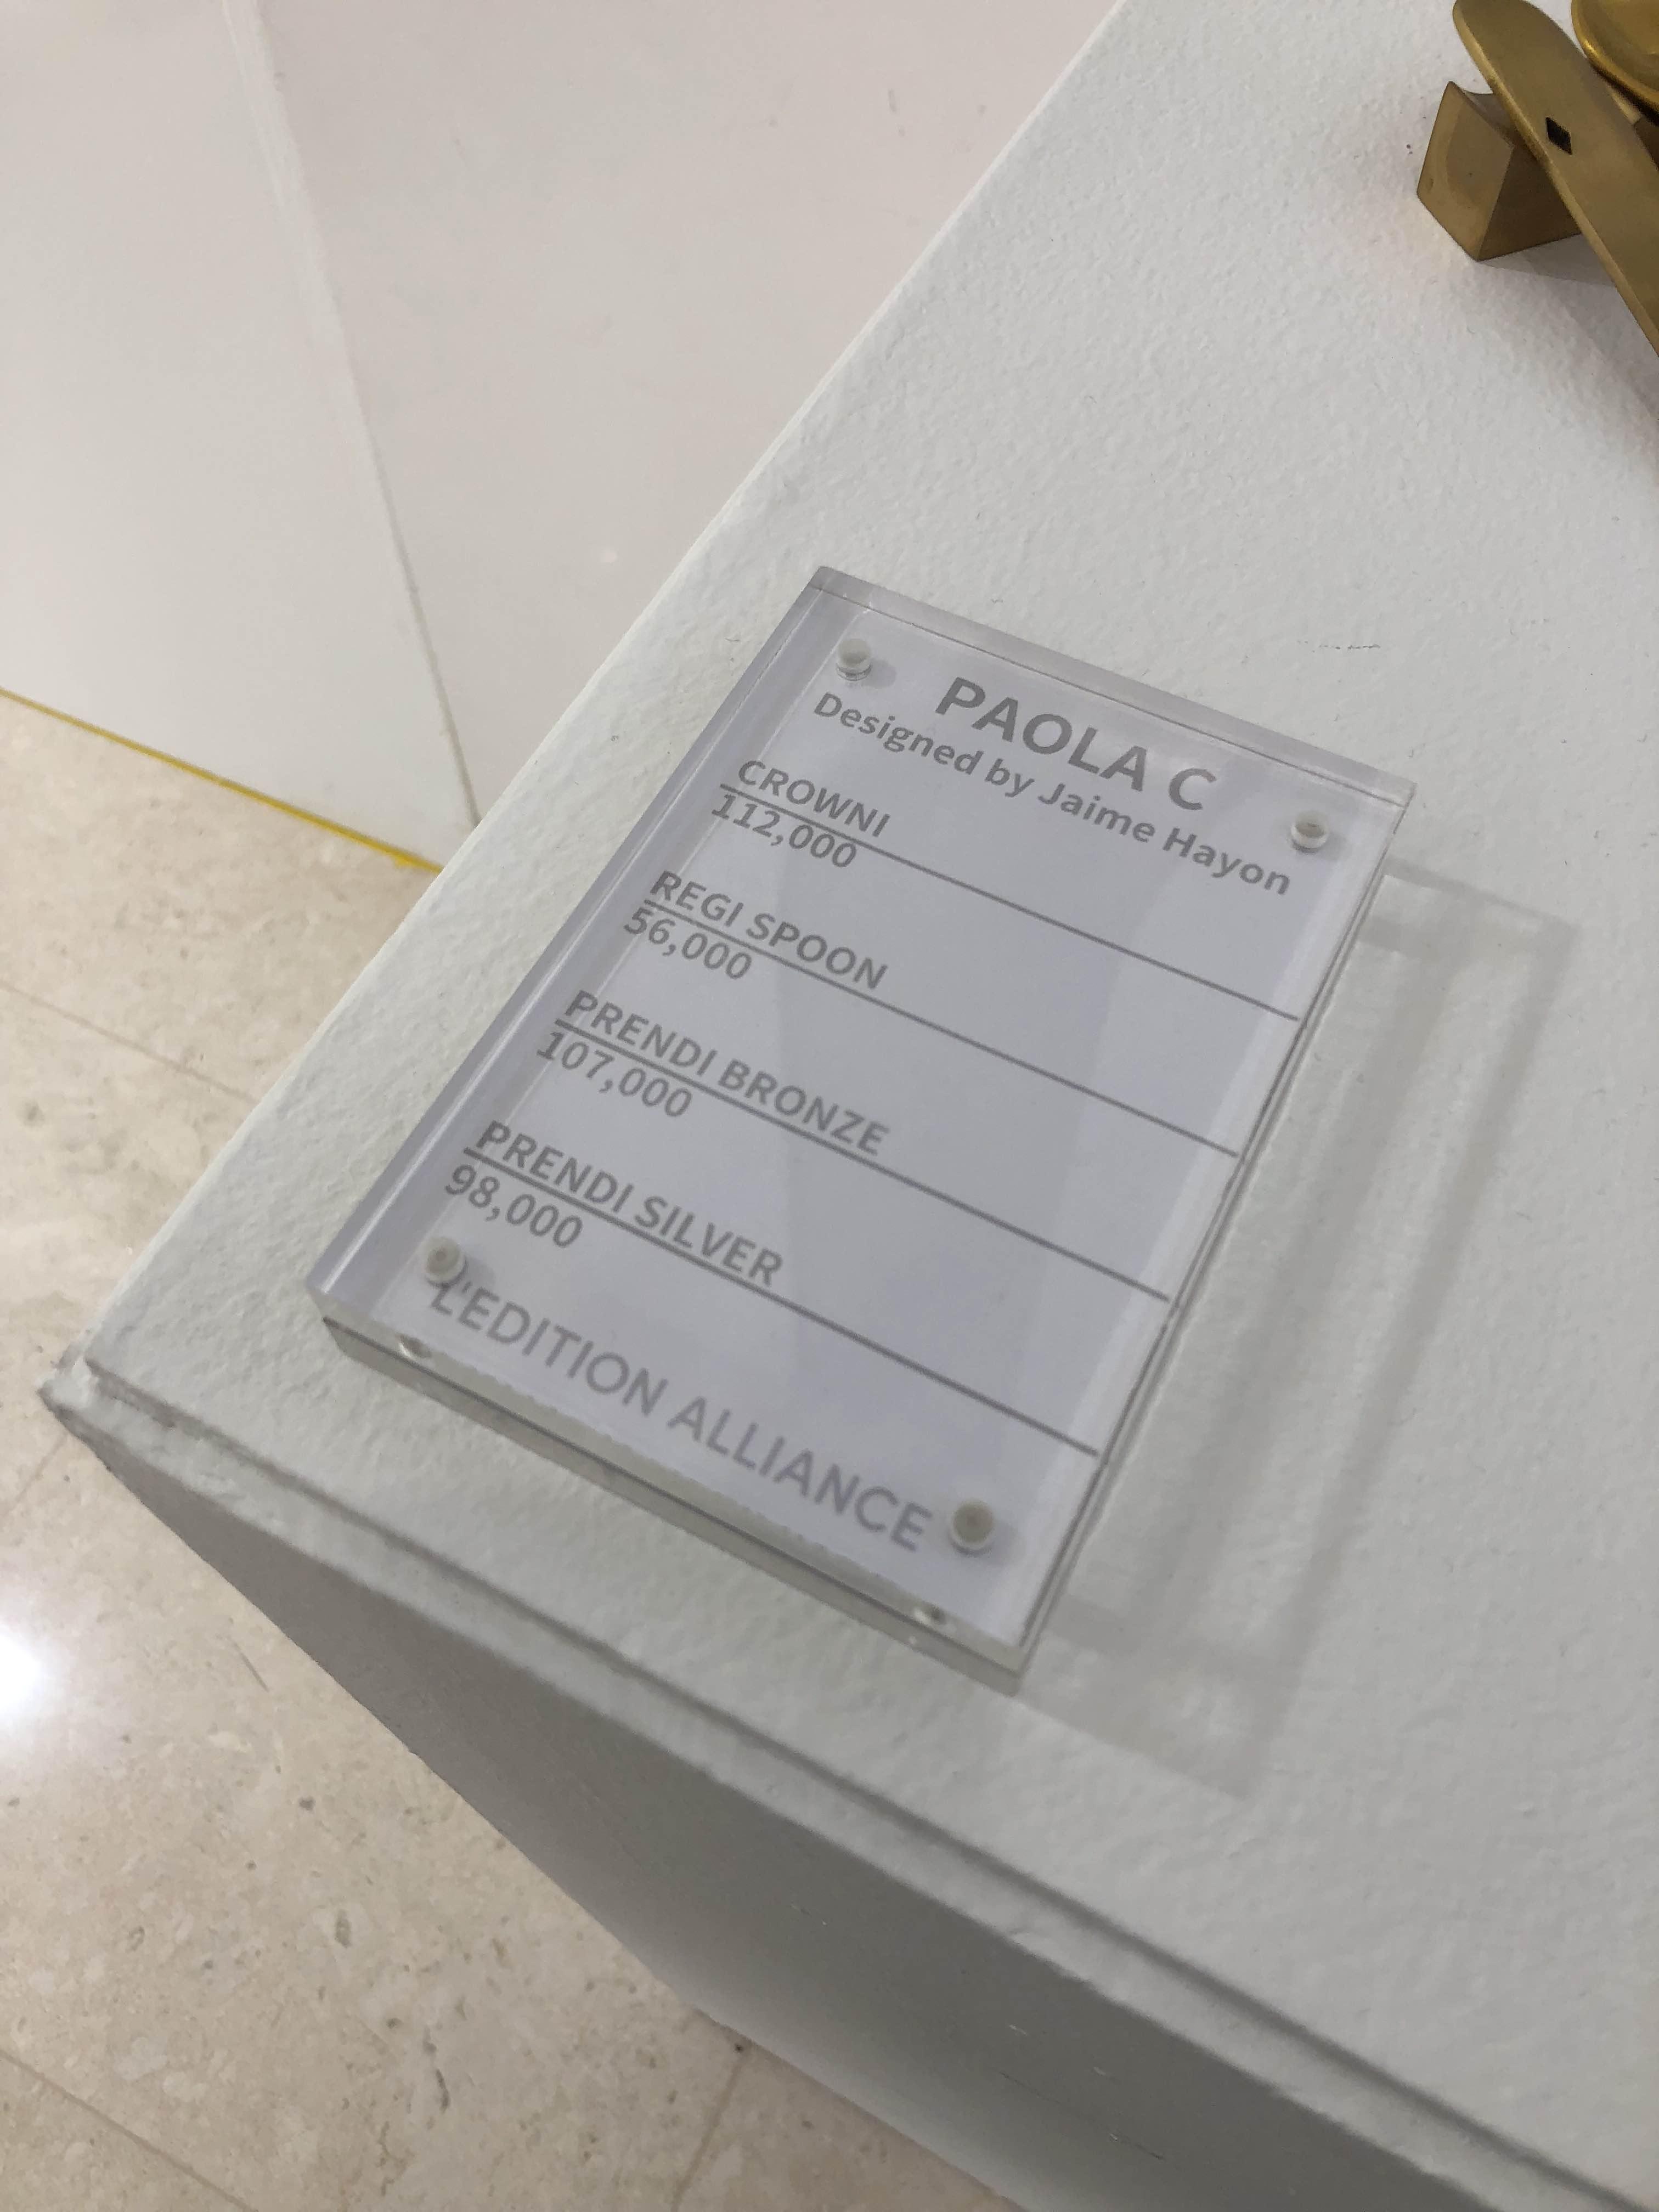 PAOLA C
Designed by Jaime Hayon
CROWNI
112,000
REGI SPOON
56,000
PRENDI BRONZE
107,000
PRENDI SILVER
98,000
L'EDITION ALLIANCE